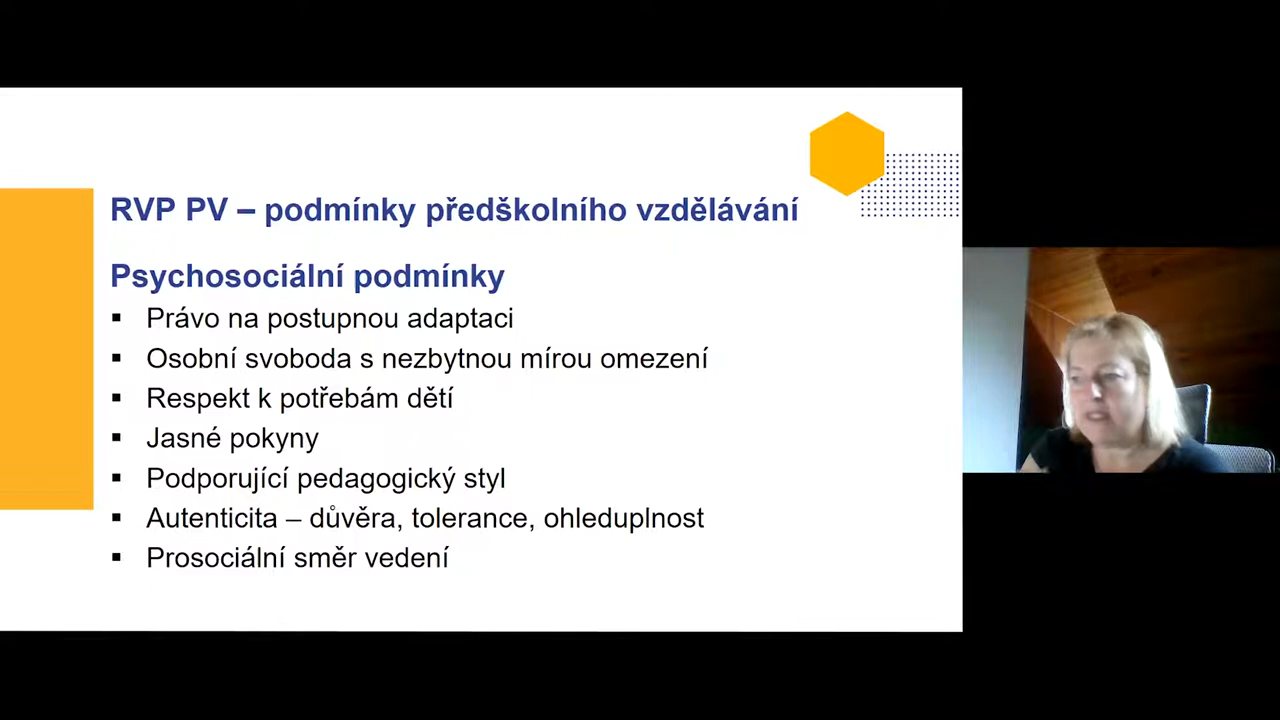 RVP PV – podmínky předškolního vzdělávání
Psychosociální podmínky
▪ Právo na postupnou adaptaci
▪ Osobní svoboda s nezbytnou mírou omezení
▪ Respekt k potřebám dětí
▪ Jasné pokyny
▪ Podporující pedagogický styl
▪ Autenticita – důvěra, tolerance, ohleduplnost
▪ Prosociální směr vedení